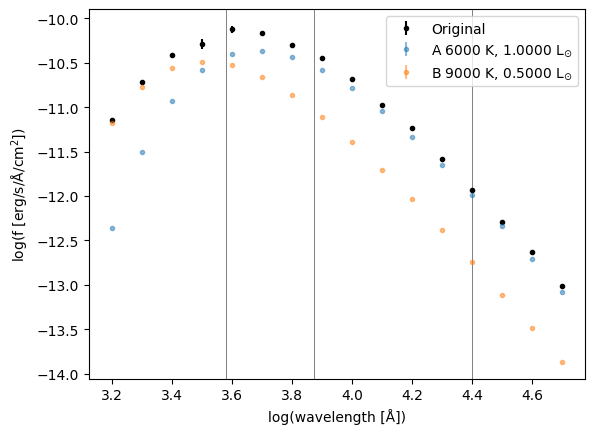 −10.0
−10.5
−11.0
−11.5
−12.0
−12.5
−13.0
−13.5
−14.0
log(f [erg/s/Å/cm²])
Original
A 6000 K, 1.0000 L☉
B 9000 K, 0.5000 L☉
3.2 3.4 3.6 3.8 4.0 4.2 4.4 4.6
log(wavelength [Å])